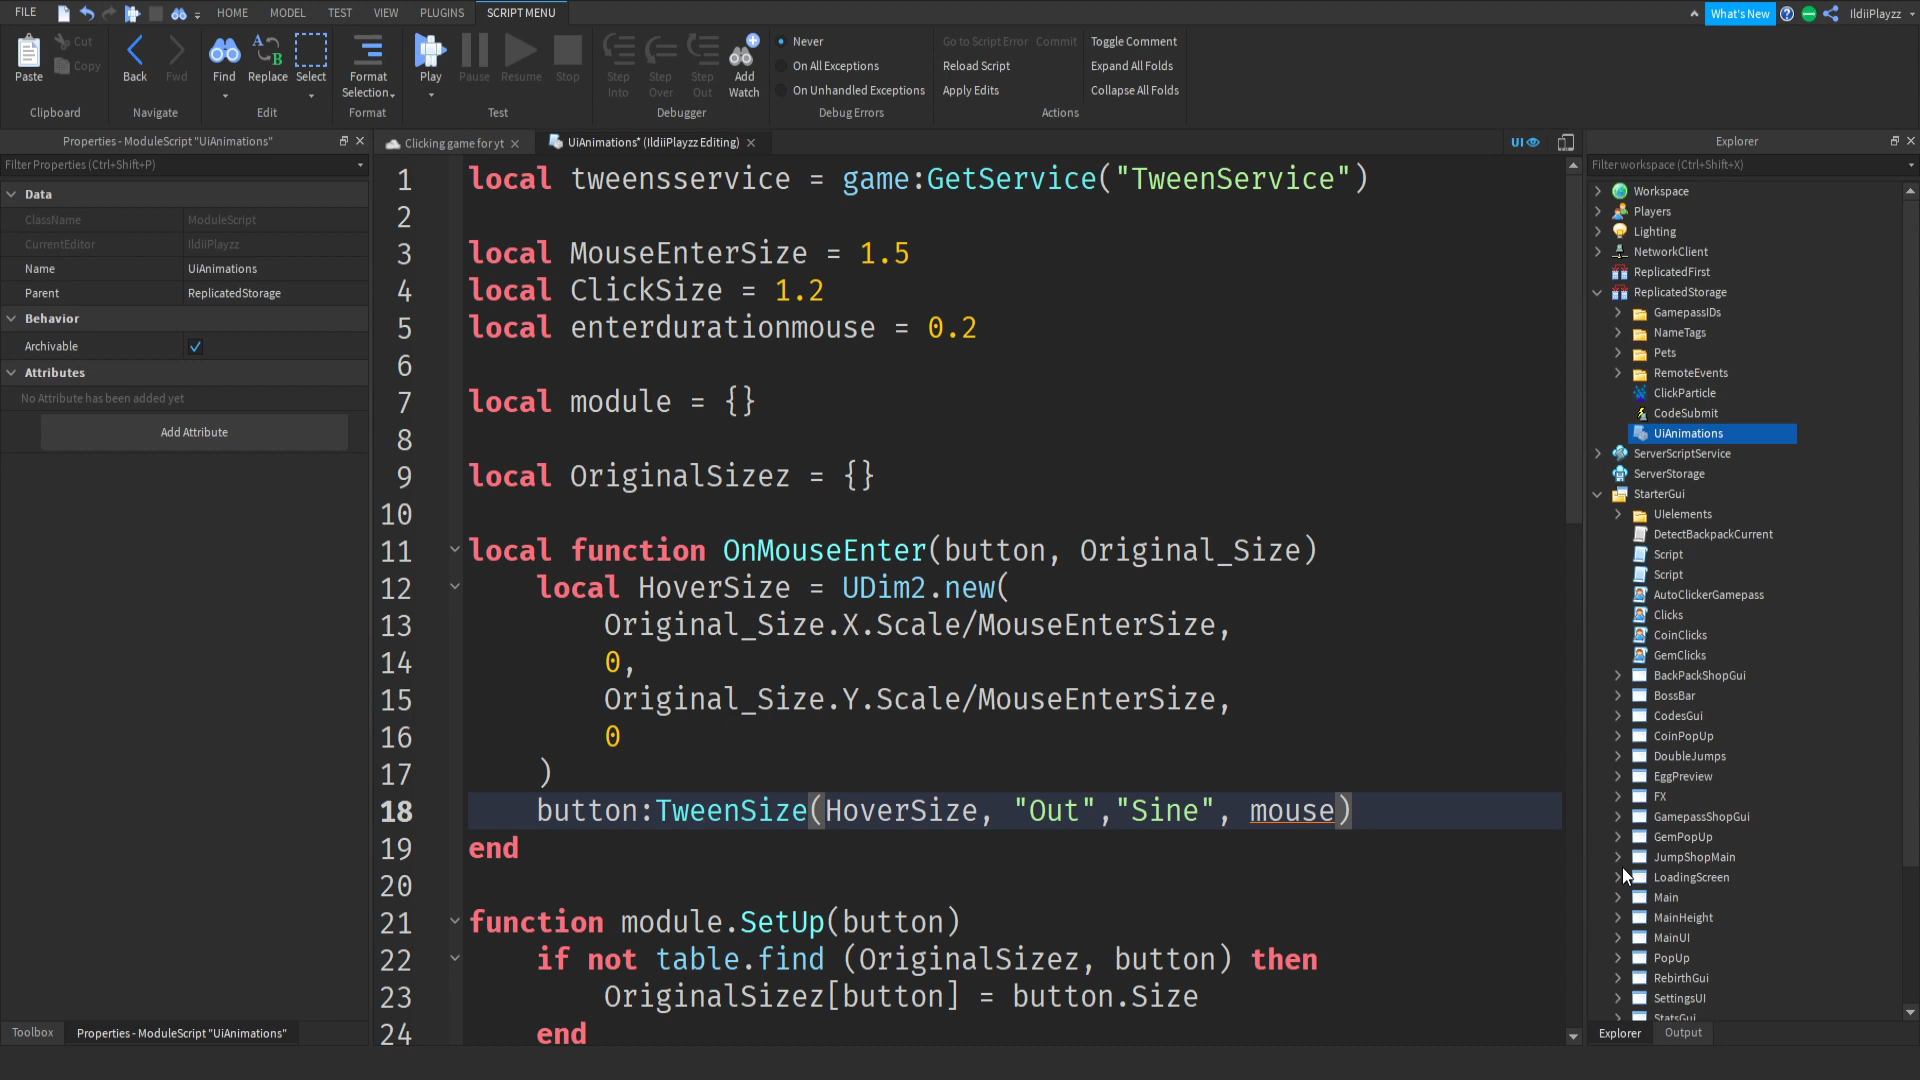 FILE HOME MODEL TEST VIEW PLUGINS SCRIPT MENU What's New IldiiPlayzz
Paste Cut Copy Back Fwd Find Replace Select Format Selection Play Pause Resume Stop Step Into Step Over Step Out Add Watch
Never
On All Exceptions
On Unhandled Exceptions
Go to Script Error Commit
Reload Script
Apply Edits
Toggle Comment
Expand All Folds
Collapse All Folds
Clipboard Navigate Edit Format Test Debugger Debug Errors Actions
Properties - ModuleScript "UiAnimations"
Filter Properties (Ctrl+Shift+P)
Data
ClassName ModuleScript
CurrentEditor IldiiPlayzz
Name UiAnimations
Parent ReplicatedStorage
Behavior
Archivable
Attributes
No Attribute has been added yet
Add Attribute
Toolbox Properties - ModuleScript "UiAnimations"
Clicking game for yt UiAnimations* (IldiiPlayzz Editing) UI
1 local tweensservice = game:GetService("TweenService")
2
3 local MouseEnterSize = 1.5
4 local ClickSize = 1.2
5 local enterdurationmouse = 0.2
6
7 local module = {}
8
9 local OriginalSizez = {}
10
11 local function OnMouseEnter(button, Original_Size)
12 local HoverSize = UDim2.new(
13 Original_Size.X.Scale/MouseEnterSize,
14 0,
15 Original_Size.Y.Scale/MouseEnterSize,
16 0
17 )
18 button:TweenSize(HoverSize, "Out","Sine", mouse)
19 end
20
21 function module.SetUp(button)
22 if not table.find (OriginalSizez, button) then
23 OriginalSizez[button] = button.Size
24 end
Explorer
Filter workspace (Ctrl+Shift+X)
Workspace
Players
Lighting
NetworkClient
ReplicatedFirst
ReplicatedStorage
GamepassIDs
NameTags
Pets
RemoteEvents
ClickParticle
CodeSubmit
UiAnimations
ServerScriptService
ServerStorage
StarterGui
UIelements
DetectBackpackCurrent
Script
Script
AutoClickerGamepass
Clicks
CoinClicks
GemClicks
BackPackShopGui
BossBar
CodesGui
CoinPopUp
DoubleJumps
EggPreview
FX
GamepassShopGui
GemPopUp
JumpShopMain
LoadingScreen
Main
MainHeight
MainUI
PopUp
RebirthGui
SettingsUI
StatsGui
Explorer Output